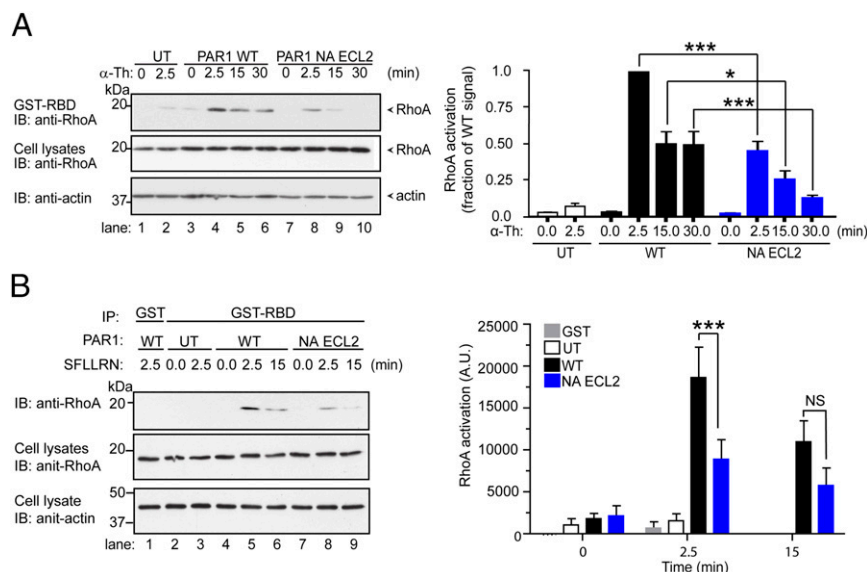 A
UT PAR1 WT PAR1 NA ECL2
α-Th: 0 2.5 0 2.5 15 30 0 2.5 15 30 (min)
kDa
GST-RBD
IB: anti-RhoA
20
RhoA
Cell lysates
IB: anti-RhoA
20
RhoA
IB: anti-actin
37
actin
lane: 1 2 3 4 5 6 7 8 9 10
RhoA activation
(fraction of WT signal)
***
*
***
1.0
0.75
0.50
0.25
0.0
α-Th: 0.0 2.5 0.0 2.5 15.0 30.0 0.0 2.5 15.0 30.0 (min)
UT WT NA ECL2
B
IP: GST GST-RBD
PAR1: WT UT WT NA ECL2
SFLLRN 2.5 0.0 2.5 0.0 2.5 15 0.0 2.5 15 (min)
kDa
IB: anti-RhoA
20
Cell lysates
IB: anit-RhoA
20
Cell lysate
IB: anit-actin
50
37
lane: 1 2 3 4 5 6 7 8 9
RhoA activation (A.U.)
25000
20000
15000
10000
5000
0
GST
UT
WT
NA ECL2
***
NS
0 2.5 15
Time (min)